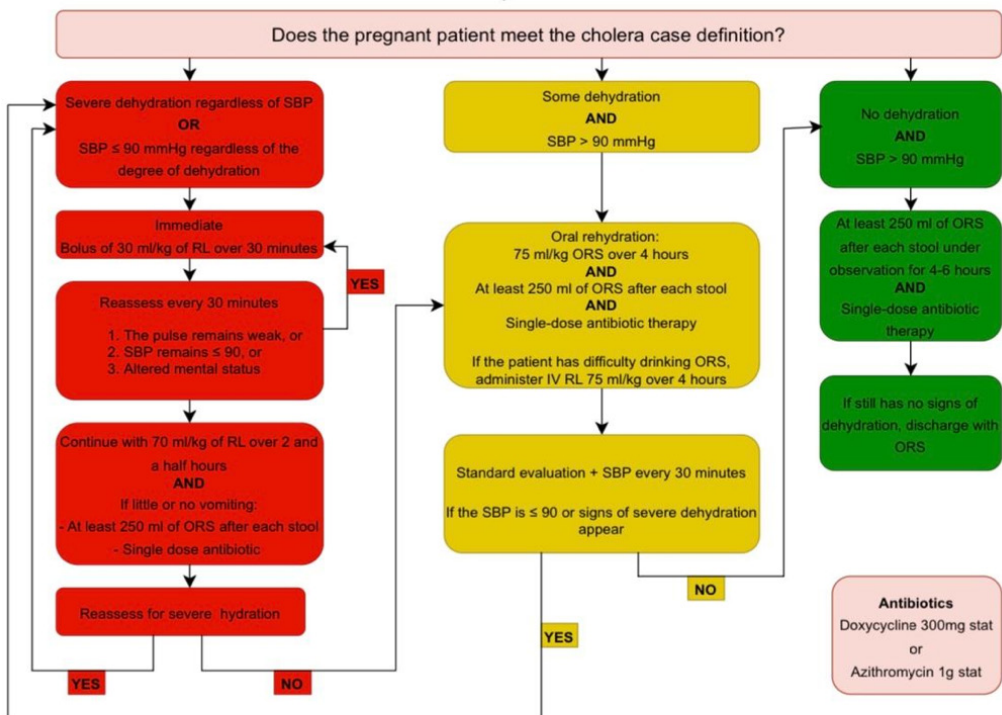 Does the pregnant patient meet the cholera case definition?
Severe dehydration regardless of SBP
OR
SBP ≤ 90 mmHg regardless of the
degree of dehydration
Immediate
Bolus of 30 ml/kg of RL over 30 minutes
YES
Reassess every 30 minutes
1. The pulse remains weak, or
2. SBP remains ≤ 90, or
3. Altered mental status
Continue with 70 ml/kg of RL over 2 and
a half hours
AND
If little or no vomiting:
- At least 250 ml of ORS after each stool
- Single dose antibiotic
Reassess for severe hydration
YES
NO
Some dehydration
AND
SBP > 90 mmHg
Oral rehydration:
75 ml/kg ORS over 4 hours
AND
At least 250 ml of ORS after each stool
AND
Single-dose antibiotic therapy
If the patient has difficulty drinking ORS,
administer IV RL 75 ml/kg over 4 hours
Standard evaluation + SBP every 30 minutes
If the SBP is ≤ 90 or signs of severe dehydration
appear
YES
NO
No dehydration
AND
SBP > 90 mmHg
At least 250 ml of ORS
after each stool under
observation for 4-6 hours
AND
Single-dose antibiotic
therapy
If still has no signs of
dehydration, discharge with
ORS
Antibiotics
Doxycycline 300mg stat
or
Azithromycin 1g stat